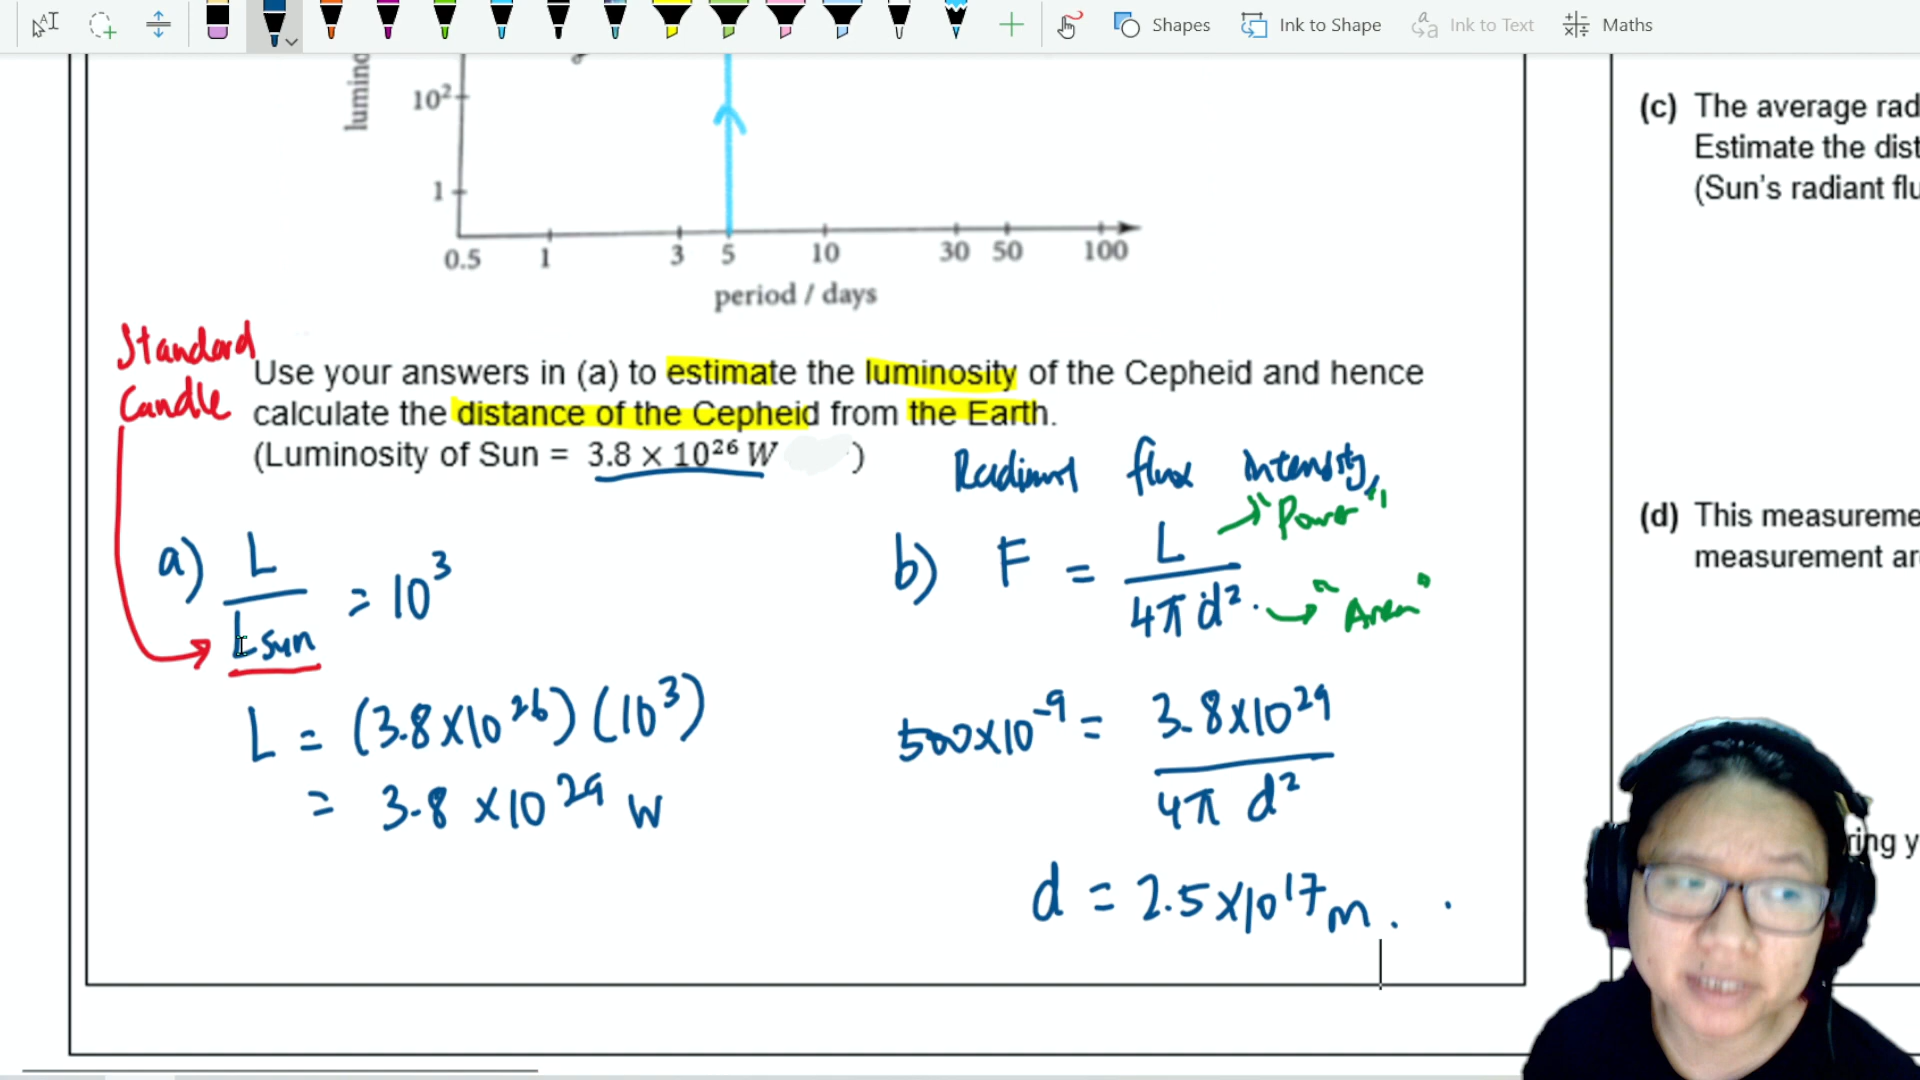 Shapes
Ink to Shape
Ink to Text
Maths
10²
1
0.5 1 3 5 10 30 50 100
period / days
Standard
Candle
Use your answers in (a) to estimate the luminosity of the Cepheid and hence
calculate the distance of the Cepheid from the Earth.
(Luminosity of Sun = 3.8 × 10²⁶ W )
a) L / L sun = 10³
L = (3.8×10²⁶)(10³)
= 3.8 ×10²⁹ W
Radiant flux intensity,
b) F = L / 4π d².
"Power"
"Area"
500×10⁻⁹ = 3.8×10²⁹ / 4π d²
d = 2.5×10¹⁷ m.
(c) The average rad
Estimate the dist
(Sun's radiant flu
(d) This measureme
measurement ar
ring y